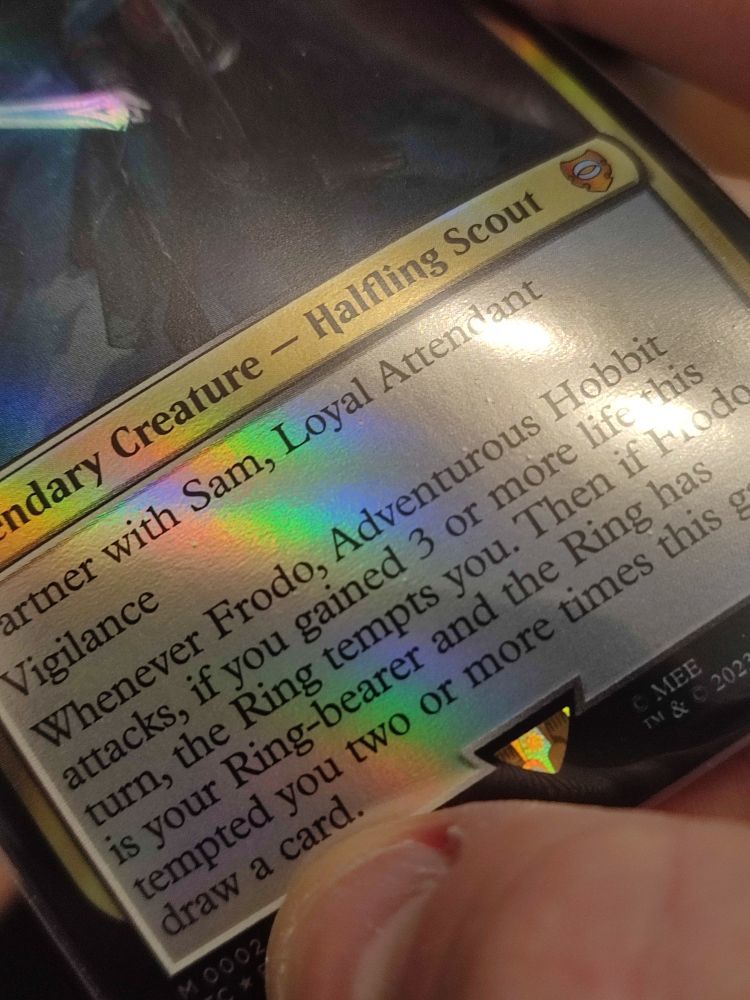 endary Creature — Halfling Scout
artner with Sam, Loyal Attendant
Vigilance
Whenever Frodo, Adventurous Hobbit
attacks, if you gained 3 or more life this
turn, the Ring tempts you. Then if Frodo
is your Ring-bearer and the Ring has
tempted you two or more times this g
draw a card.
© MEE
™ & © 202
M 0002